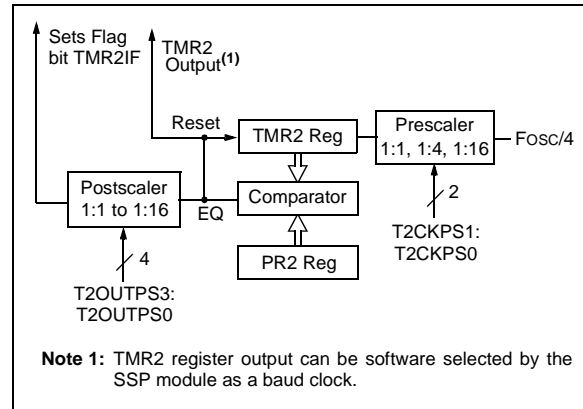 Sets Flag
bit TMR2IF
TMR2
Output(1)
Reset
TMR2 Reg
Prescaler
1:1, 1:4, 1:16
FOSC/4
Postscaler
1:1 to 1:16
EQ
Comparator
2
4
PR2 Reg
T2CKPS1:
T2CKPS0
T2OUTPS3:
T2OUTPS0
Note 1: TMR2 register output can be software selected by the
SSP module as a baud clock.